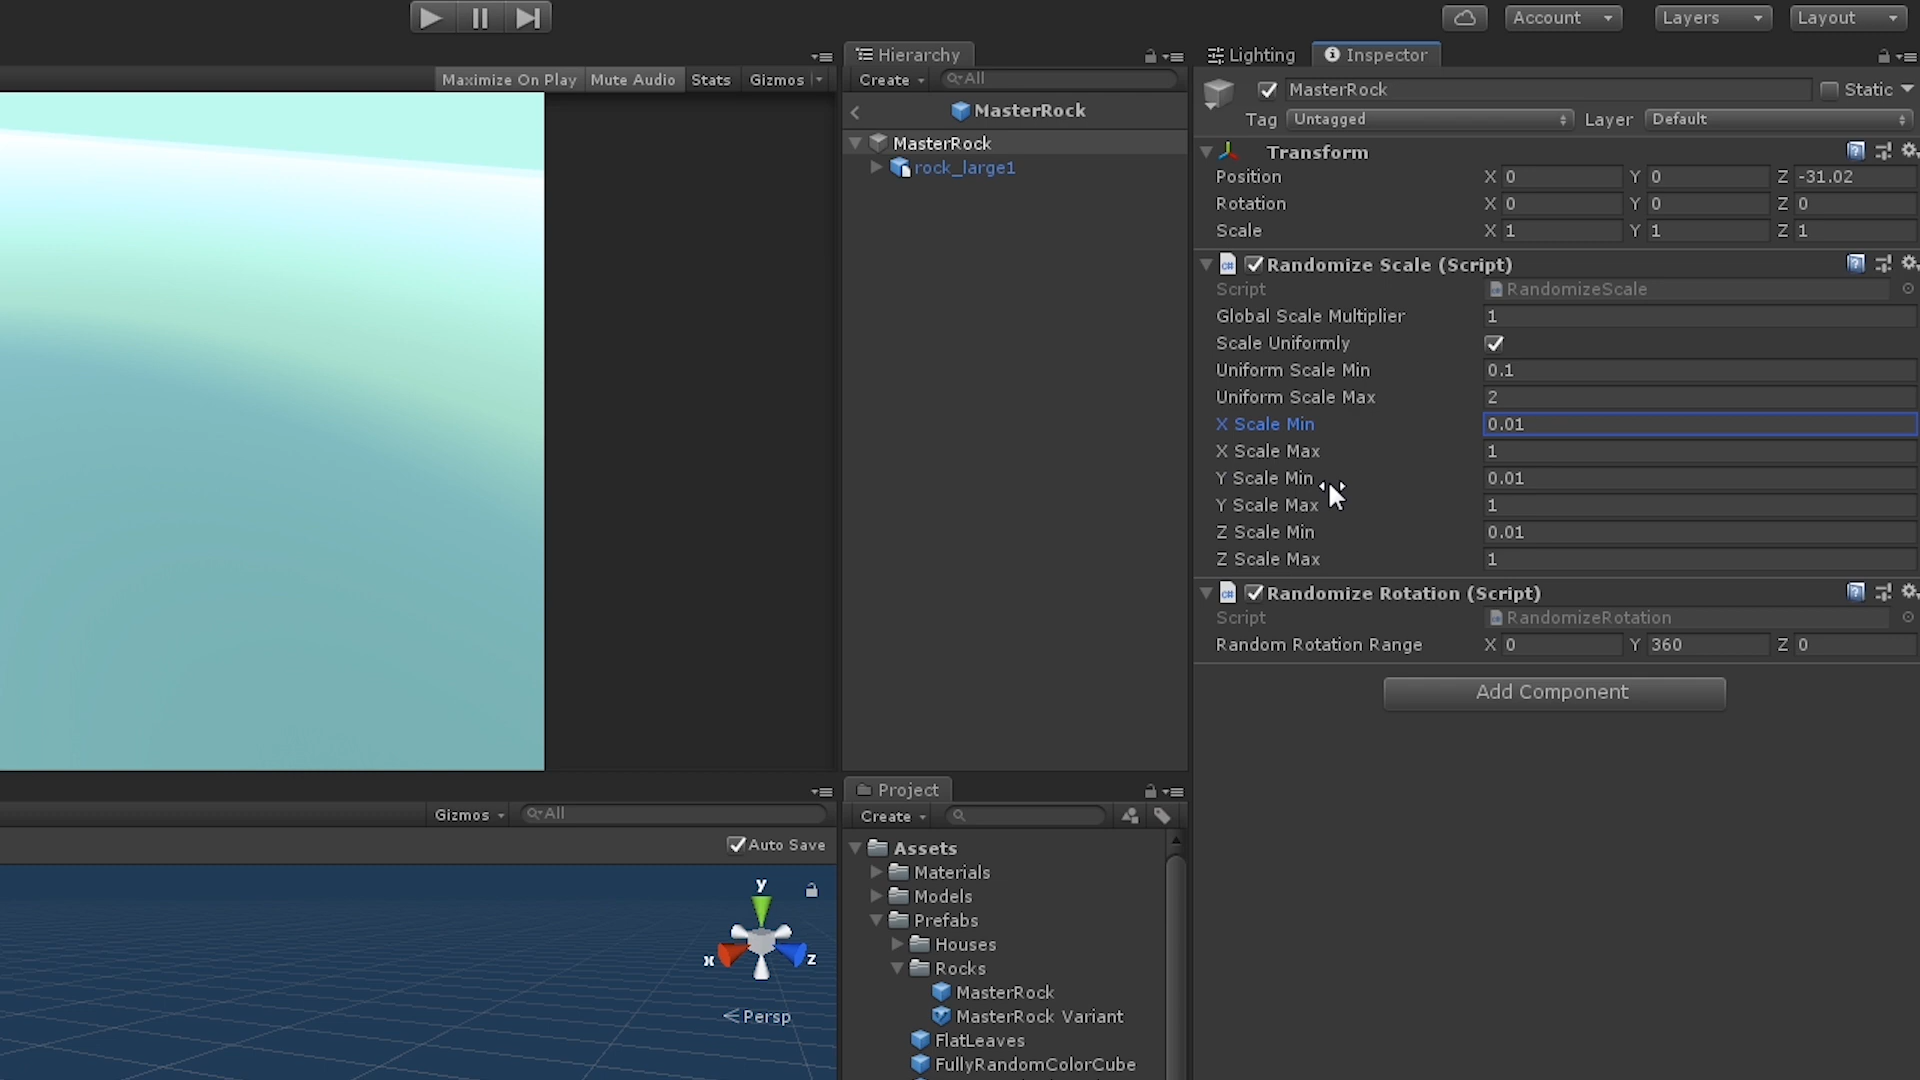 Account
Layers
Layout
Maximize On Play Mute Audio Stats Gizmos
Hierarchy
Create All
MasterRock
MasterRock
rock_large1
Lighting Inspector
MasterRock Static
Tag Untagged Layer Default
Transform
Position X 0 Y 0 Z -31.02
Rotation X 0 Y 0 Z 0
Scale X 1 Y 1 Z 1
Randomize Scale (Script)
Script RandomizeScale
Global Scale Multiplier 1
Scale Uniformly
Uniform Scale Min 0.1
Uniform Scale Max 2
X Scale Min 0.01
X Scale Max 1
Y Scale Min 0.01
Y Scale Max 1
Z Scale Min 0.01
Z Scale Max 1
Randomize Rotation (Script)
Script RandomizeRotation
Random Rotation Range X 0 Y 360 Z 0
Add Component
Gizmos All
Auto Save
y
x z
Persp
Project
Create
Assets
Materials
Models
Prefabs
Houses
Rocks
MasterRock
MasterRock Variant
FlatLeaves
FullyRandomColorCube